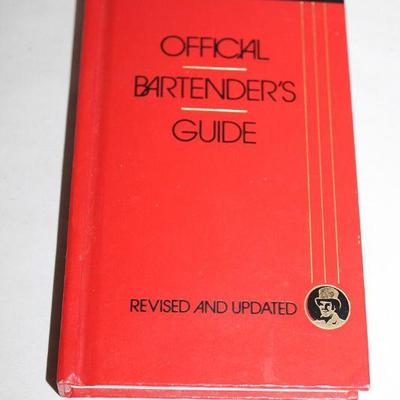 OFFICIAL
BARTENDER'S
GUIDE
REVISED AND UPDATED